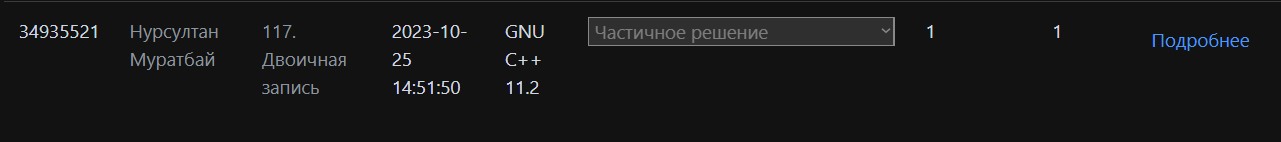 34935521
Нурсултан
Муратбай
117.
Двоичная
запись
2023-10-
25
14:51:50
GNU
C++
11.2
Частичное решение
1
1
Подробнее